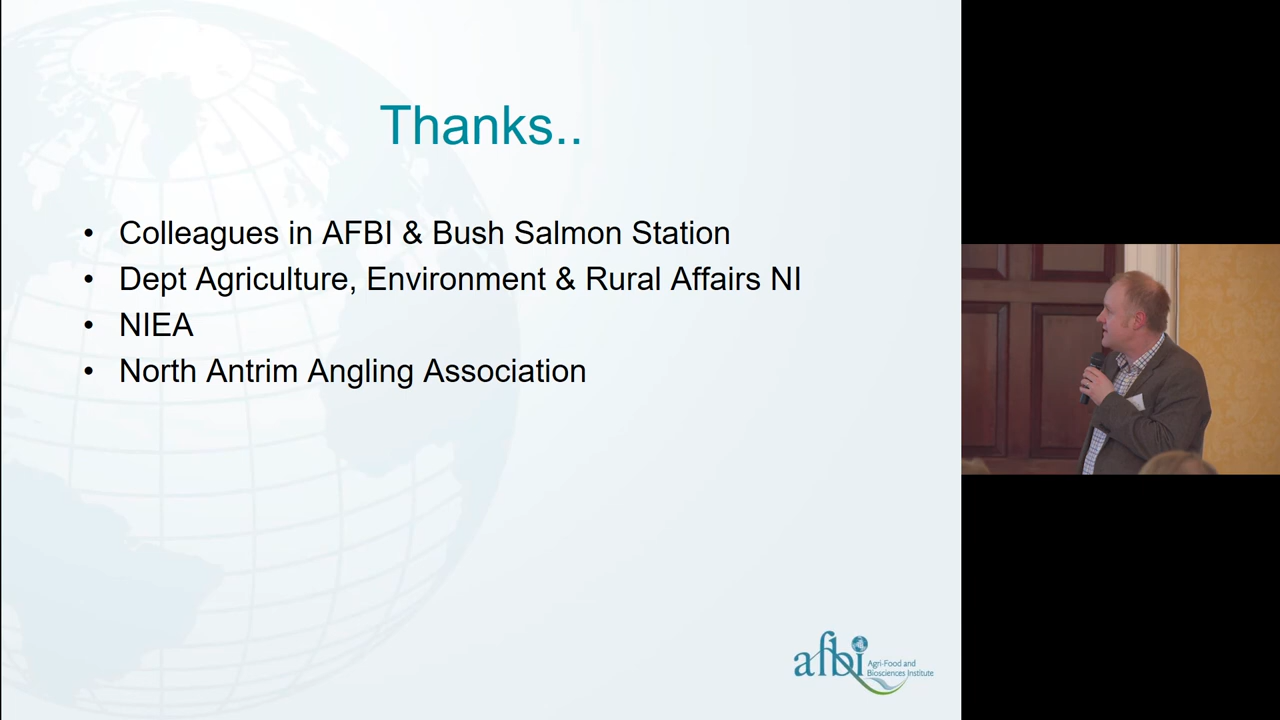 Thanks..
• Colleagues in AFBI & Bush Salmon Station
• Dept Agriculture, Environment & Rural Affairs NI
• NIEA
• North Antrim Angling Association
afbi
Agri-Food and
Biosciences Institute